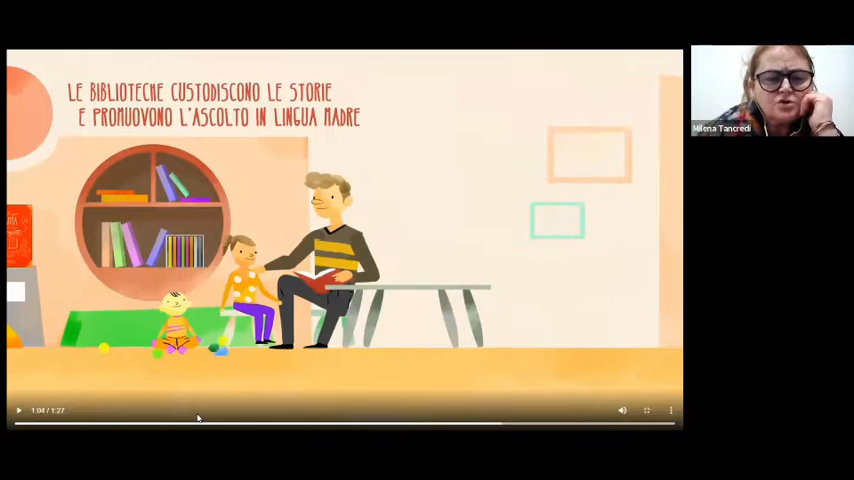 LE BIBLIOTECHE CUSTODISCONO LE STORIE
E PROMUOVONO L'ASCOLTO IN LINGUA MADRE
Milena Tancredi
1:04 / 1:27